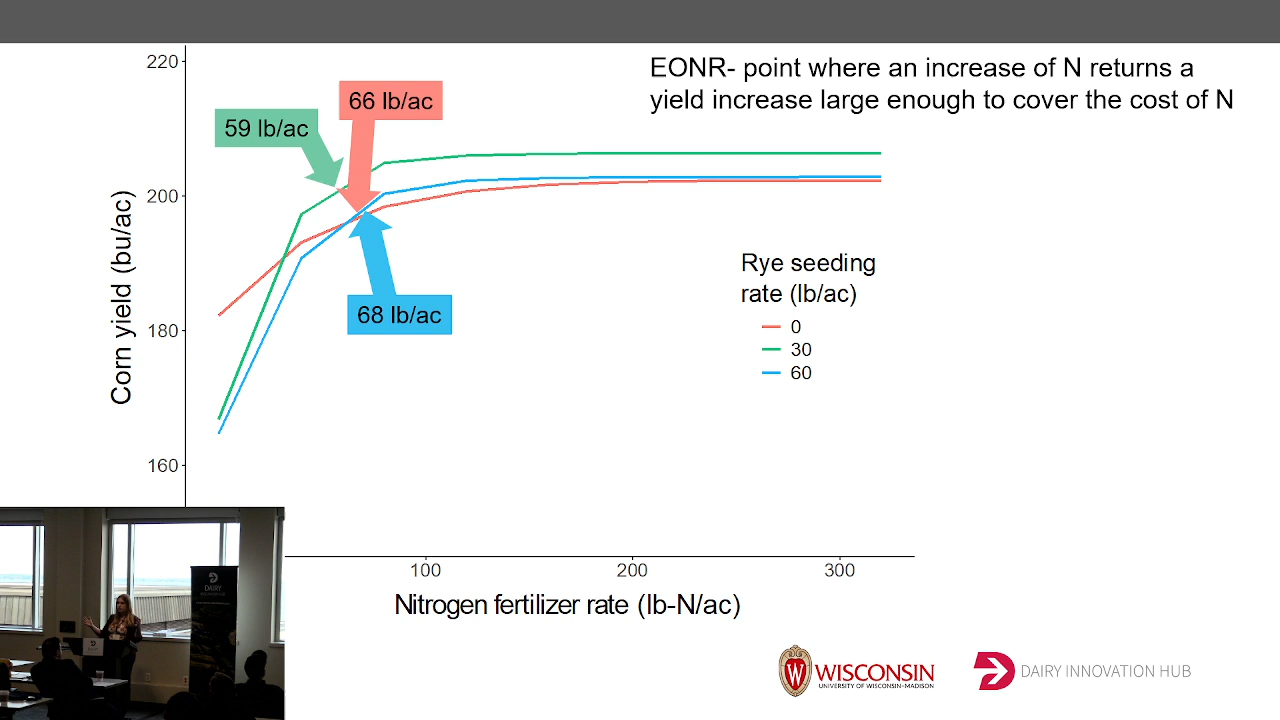 EONR- point where an increase of N returns a
yield increase large enough to cover the cost of N
220
200
180
160
Corn yield (bu/ac)
59 lb/ac
66 lb/ac
68 lb/ac
Rye seeding
rate (lb/ac)
0
30
60
100
200
300
Nitrogen fertilizer rate (lb-N/ac)
DAIRY
W
WISCONSIN
UNIVERSITY OF WISCONSIN-MADISON
DAIRY INNOVATION HUB